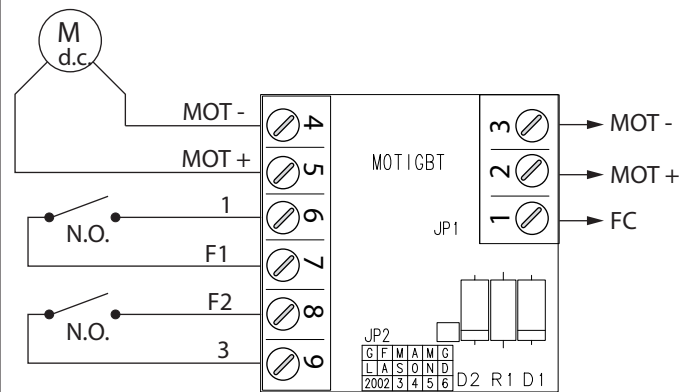 M
d.c.
MOT -
MOT +
1
F1
F2
3
N.O.
N.O.
4
5
6
7
8
9
MOTIGBT
JP1
3
2
1
MOT -
MOT +
FC
JP2
G F M A M G
L A S O N D
2002 3 4 5 6
D2 R1 D1